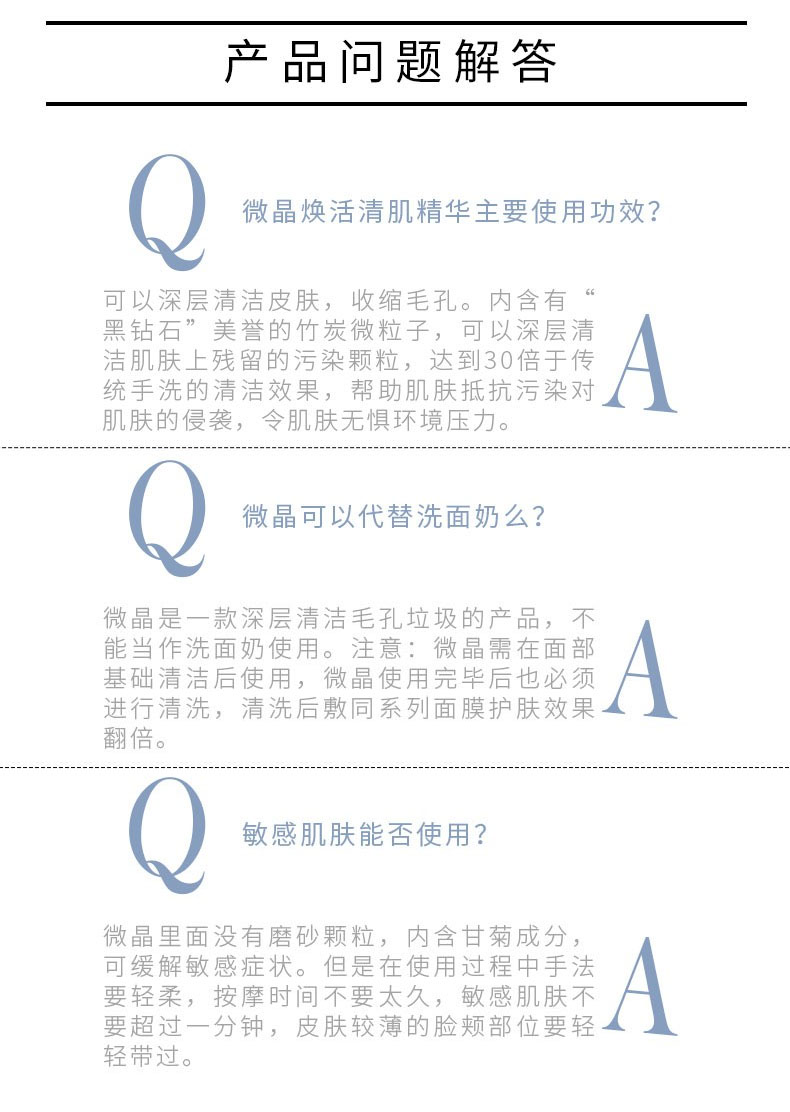 产品问题解答
Q
微晶焕活清肌精华主要使用功效？
可以深层清洁皮肤，收缩毛孔。内含有“
黑钻石”美誉的竹炭微粒子，可以深层清
洁肌肤上残留的污染颗粒，达到30倍于传
统手洗的清洁效果，帮助肌肤抵抗污染对
肌肤的侵袭，令肌肤无惧环境压力。
A
Q
微晶可以代替洗面奶么？
微晶是一款深层清洁毛孔垃圾的产品，不
能当作洗面奶使用。注意：微晶需在面部
基础清洁后使用，微晶使用完毕后也必须
进行清洗，清洗后敷同系列面膜护肤效果
翻倍。
A
Q
敏感肌肤能否使用？
微晶里面没有磨砂颗粒，内含甘菊成分，
可缓解敏感症状。但是在使用过程中手法
要轻柔，按摩时间不要太久，敏感肌肤不
要超过一分钟，皮肤较薄的脸颊部位要轻
轻带过。
A